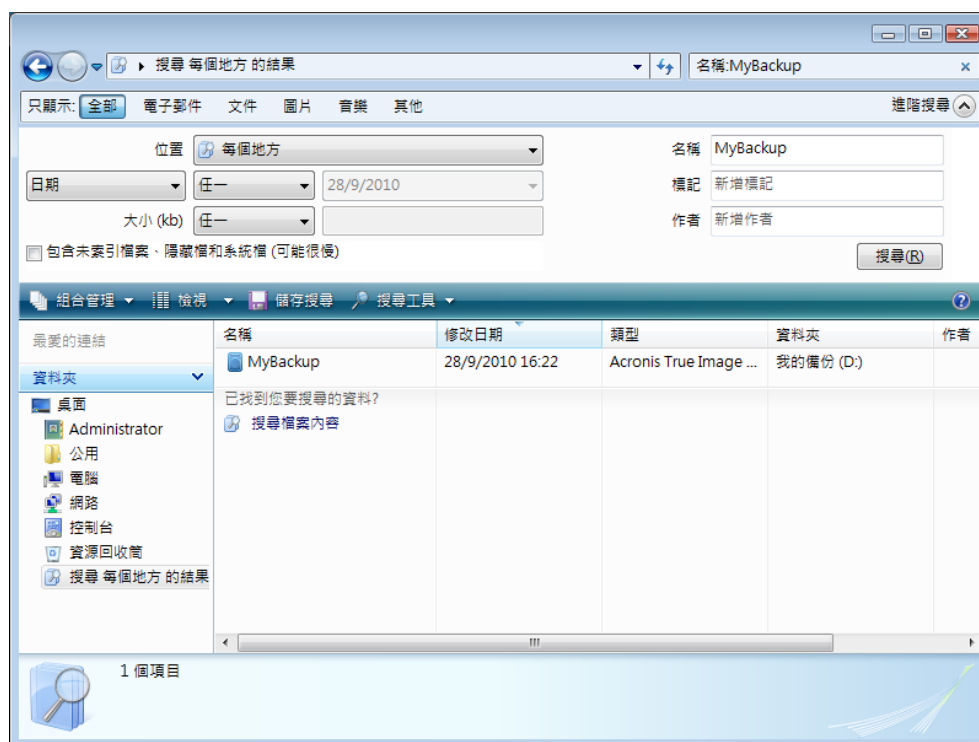 搜尋 每個地方 的結果
名稱:MyBackup
只顯示: 全部 電子郵件 文件 圖片 音樂 其他
進階搜尋
位置 每個地方
名稱 MyBackup
日期 任一 28/9/2010
標記 新增標記
大小 (kb) 任一
作者 新增作者
包含未索引檔案、隱藏檔和系統檔 (可能很慢)
搜尋(R)
組合管理 檢視 儲存搜尋 搜尋工具
最愛的連結
資料夾
桌面
Administrator
公用
電腦
網路
控制台
資源回收筒
搜尋 每個地方 的結果
名稱 修改日期 類型 資料夾 作者
MyBackup 28/9/2010 16:22 Acronis True Image ... 我的備份 (D:)
已找到您要搜尋的資料?
搜尋檔案內容
1 個項目